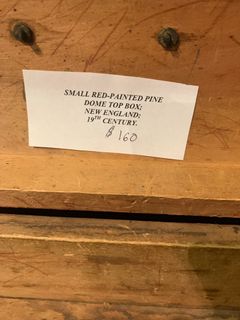 SMALL RED-PAINTED PINE
DOME TOP BOX;
NEW ENGLAND;
19TH CENTURY.
$160